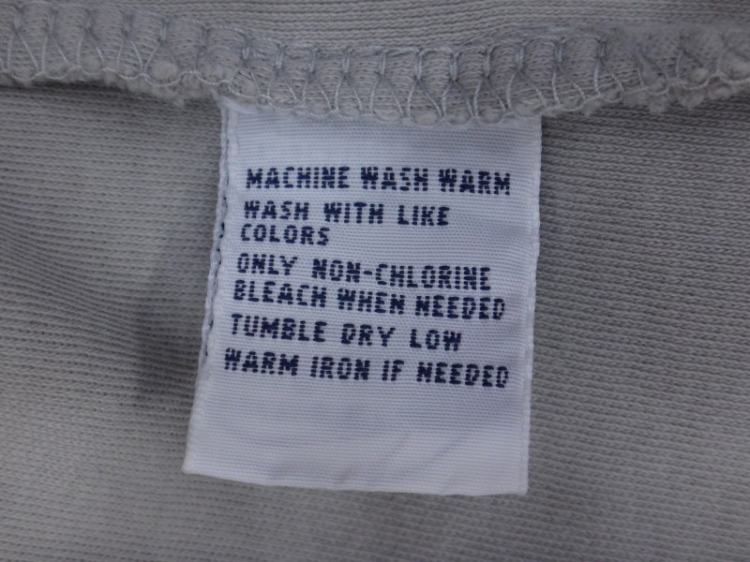 MACHINE WASH WARM
WASH WITH LIKE
COLORS
ONLY NON-CHLORINE
BLEACH WHEN NEEDED
TUMBLE DRY LOW
WARM IRON IF NEEDED